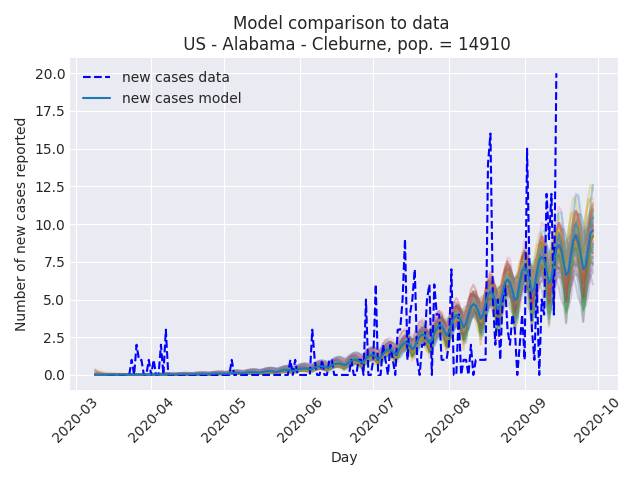 Model comparison to data
US - Alabama - Cleburne, pop. = 14910
new cases data
new cases model
Number of new cases reported
20.0
17.5
15.0
12.5
10.0
7.5
5.0
2.5
0.0
2020-03
2020-04
2020-05
2020-06
2020-07
2020-08
2020-09
2020-10
Day